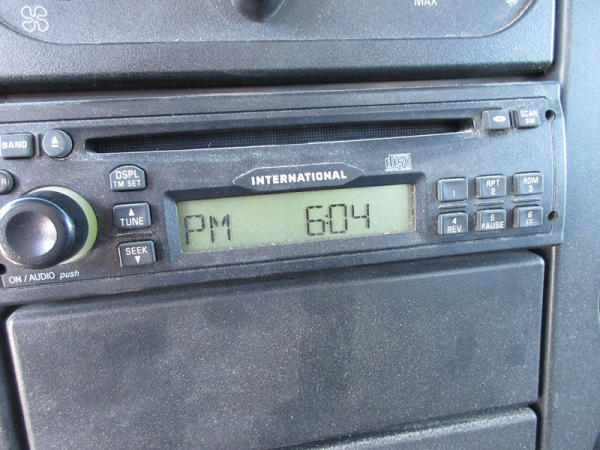 MAX
BAND
SCAN
DIM
DSPL
TM SET
INTERNATIONAL
disc
1
RPT
2
RDM
3
▲
TUNE
PM 6:04
4
REV
5
PAUSE
6
FF
SEEK
▼
ON / AUDIO push